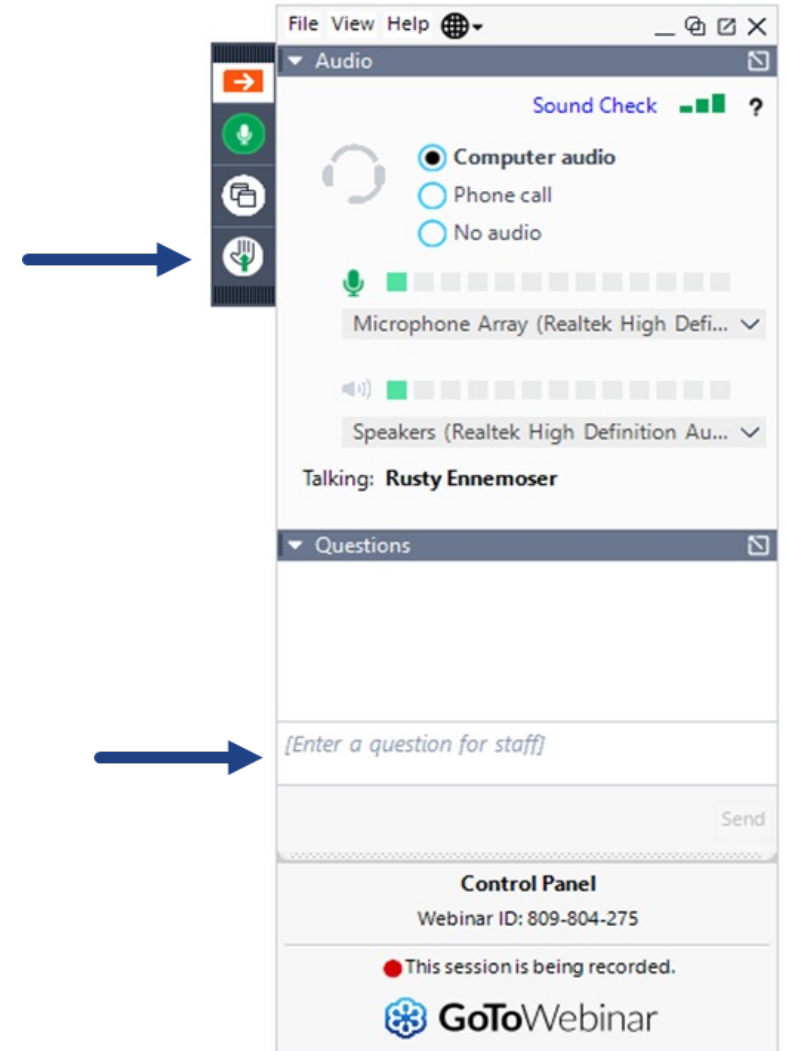 File View Help
Audio
Sound Check ?
Computer audio
Phone call
No audio
Microphone Array (Realtek High Defi...
Speakers (Realtek High Definition Au...
Talking: Rusty Ennemoser
Questions
[Enter a question for staff]
Send
Control Panel
Webinar ID: 809-804-275
This session is being recorded.
GoToWebinar